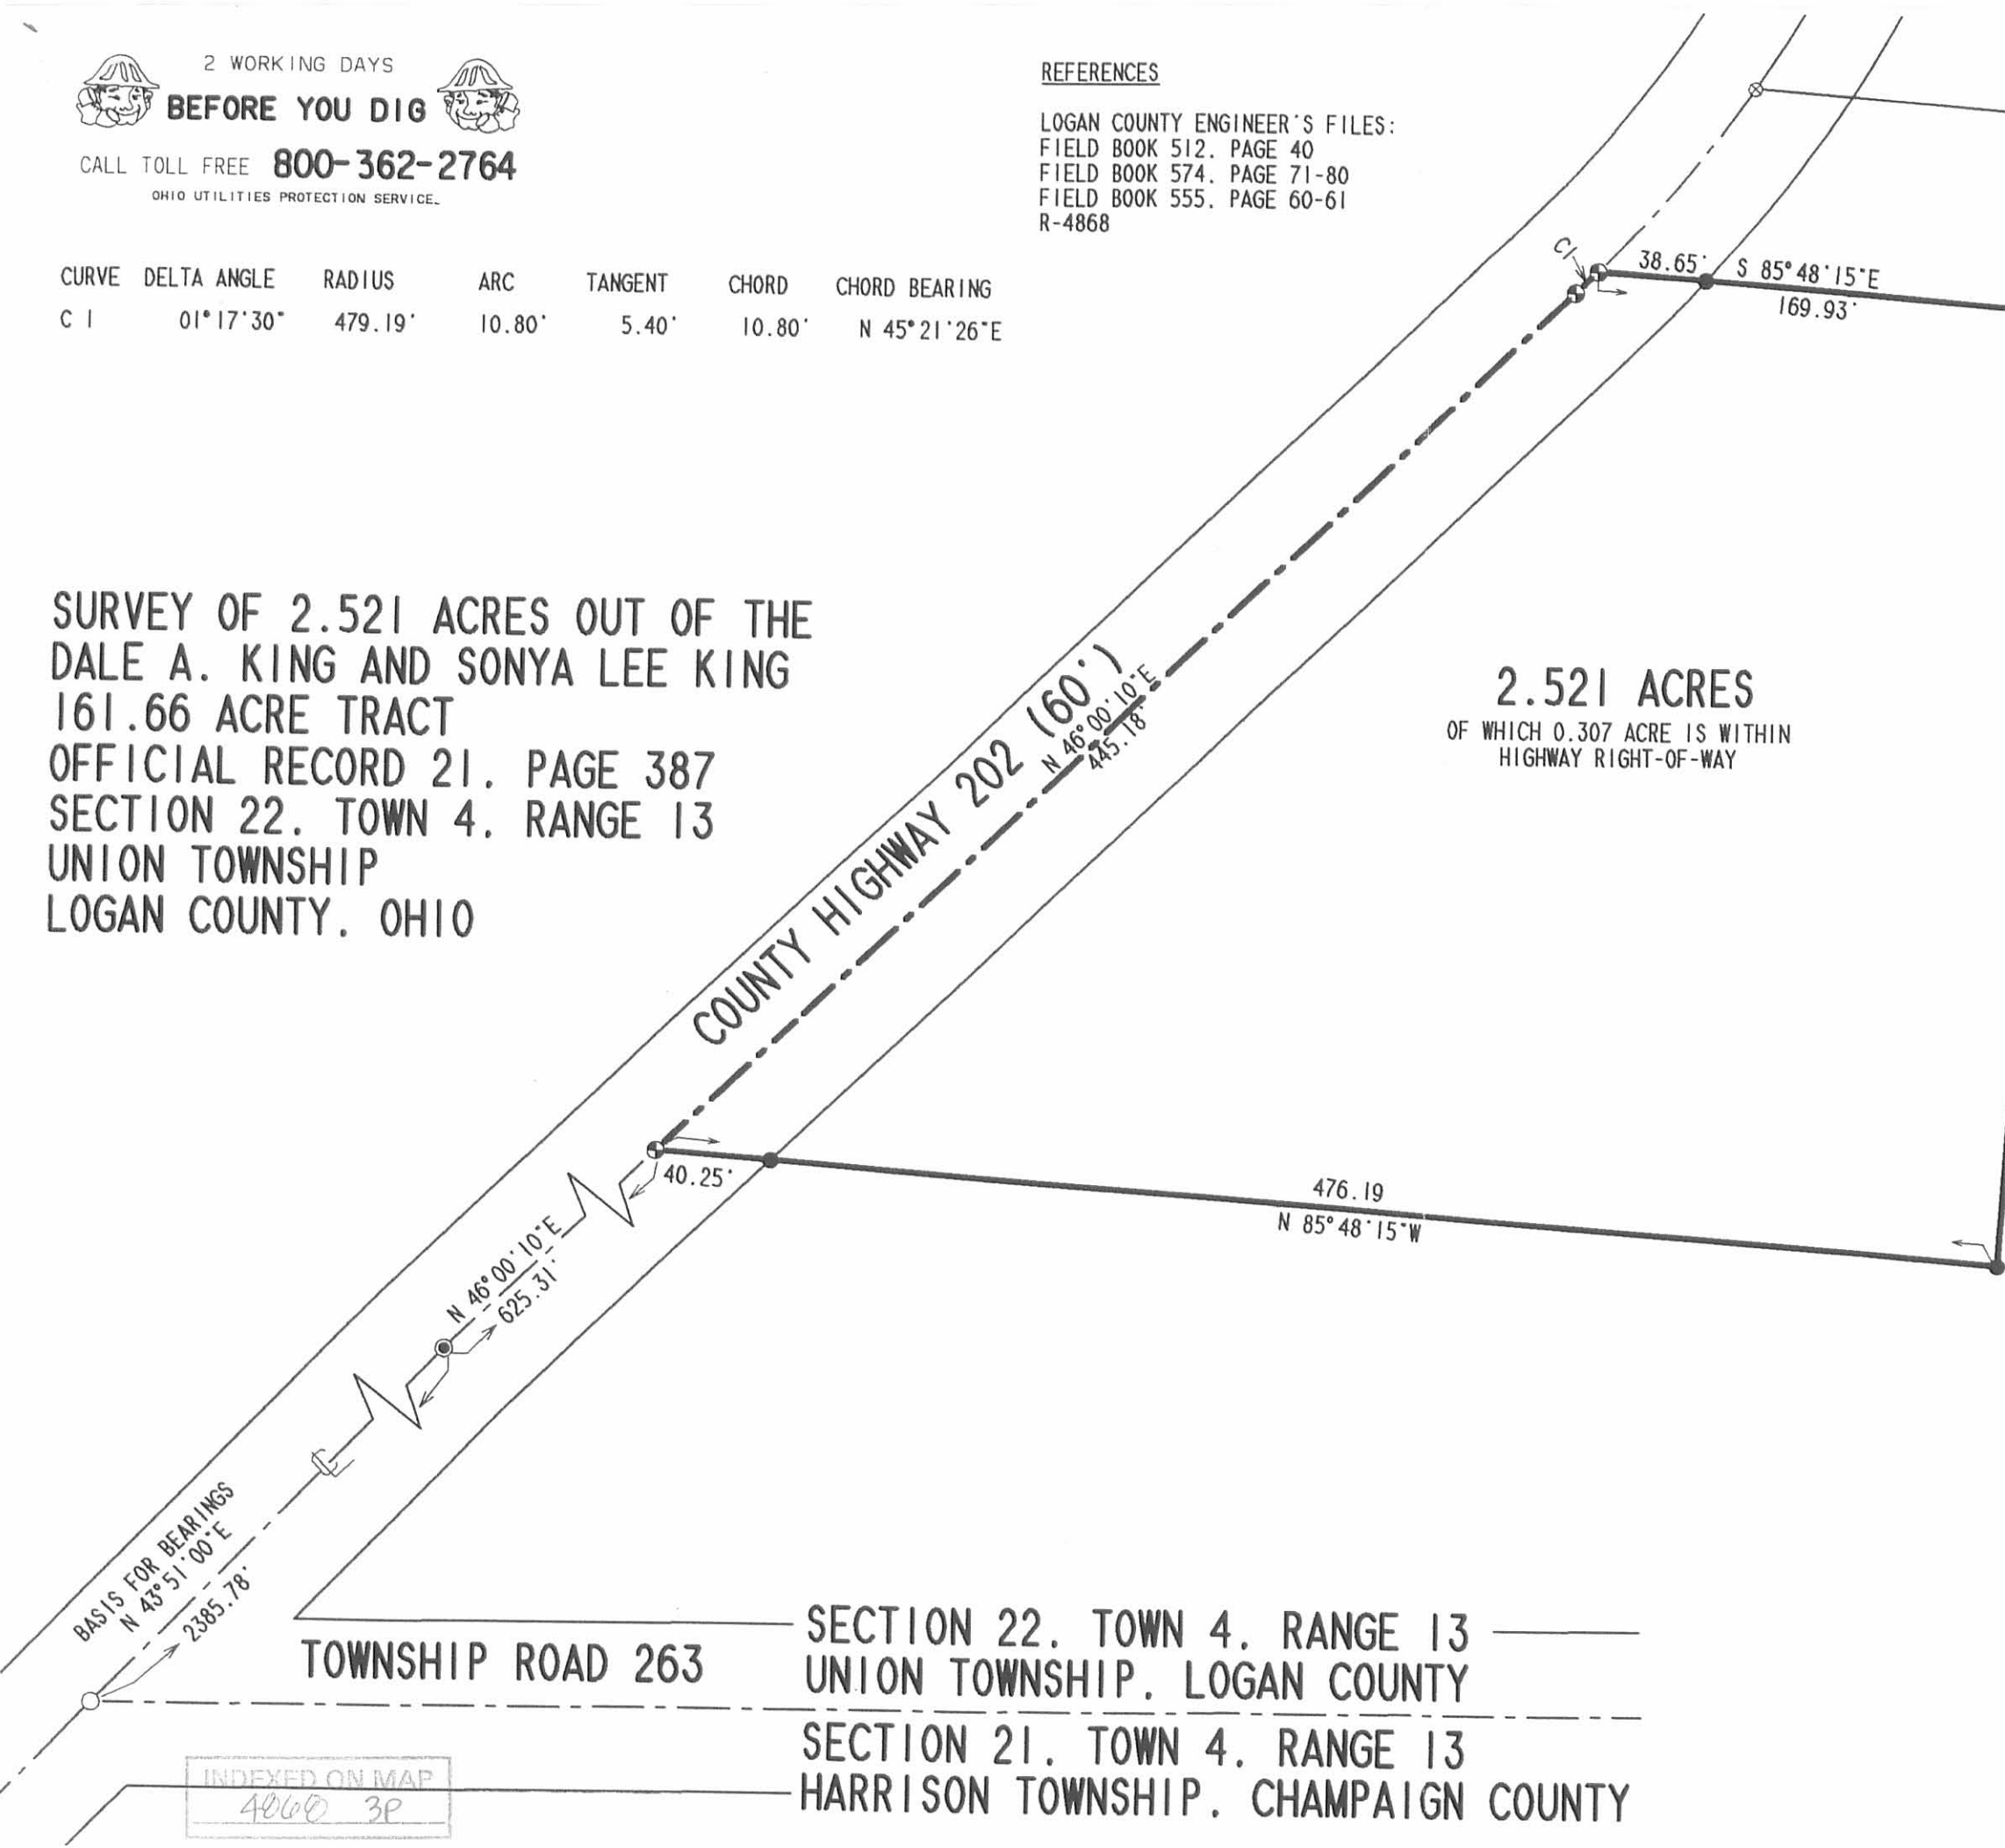 2 WORKING DAYS
BEFORE YOU DIG
CALL TOLL FREE 800-362-2764
OHIO UTILITIES PROTECTION SERVICE.
REFERENCES
LOGAN COUNTY ENGINEER'S FILES:
FIELD BOOK 512. PAGE 40
FIELD BOOK 574. PAGE 71-80
FIELD BOOK 555. PAGE 60-61
R-4868
CURVE DELTA ANGLE RADIUS ARC TANGENT CHORD CHORD BEARING
C 1 01°17'30" 479.19' 10.80' 5.40' 10.80' N 45°21'26"E
C1
38.65' S 85°48'15"E
169.93'
SURVEY OF 2.521 ACRES OUT OF THE
DALE A. KING AND SONYA LEE KING
161.66 ACRE TRACT
OFFICIAL RECORD 21. PAGE 387
SECTION 22. TOWN 4. RANGE 13
UNION TOWNSHIP
LOGAN COUNTY. OHIO
2.521 ACRES
OF WHICH 0.307 ACRE IS WITHIN
HIGHWAY RIGHT-OF-WAY
COUNTY HIGHWAY 202 (60')
N 46°00'10"E
445.18'
40.25'
476.19
N 85°48'15"W
N 46°00'10"E
625.31'
BASIS FOR BEARINGS
N 43°51'00"E
2385.78'
TOWNSHIP ROAD 263
SECTION 22. TOWN 4. RANGE 13
UNION TOWNSHIP. LOGAN COUNTY
SECTION 21. TOWN 4. RANGE 13
HARRISON TOWNSHIP. CHAMPAIGN COUNTY
INDEXED ON MAP
3P